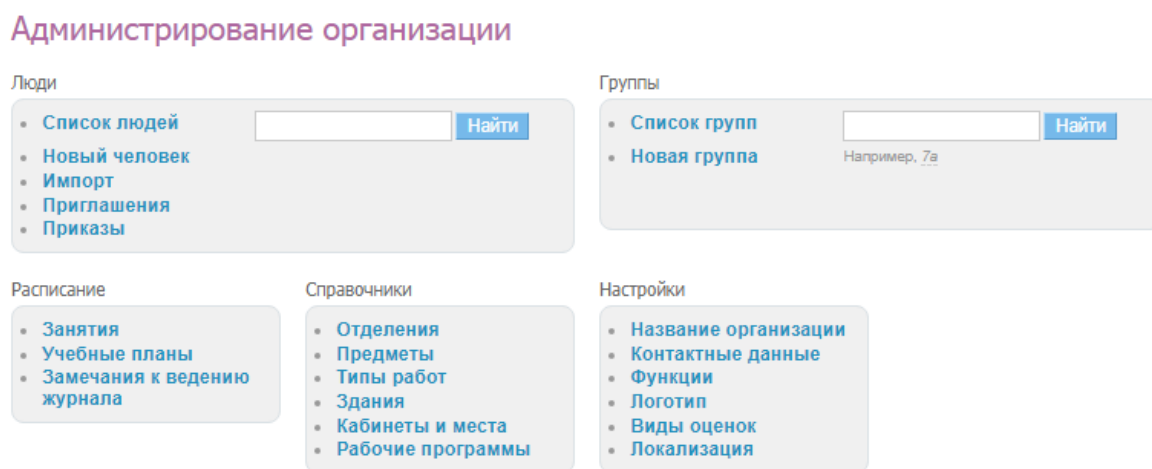 Администрирование организации
Люди
Список людей
Найти
Новый человек
Импорт
Приглашения
Приказы
Группы
Список групп
Найти
Новая группа
Например, 7а
Расписание
Занятия
Учебные планы
Замечания к ведению
журнала
Справочники
Отделения
Предметы
Типы работ
Здания
Кабинеты и места
Рабочие программы
Настройки
Название организации
Контактные данные
Функции
Логотип
Виды оценок
Локализация